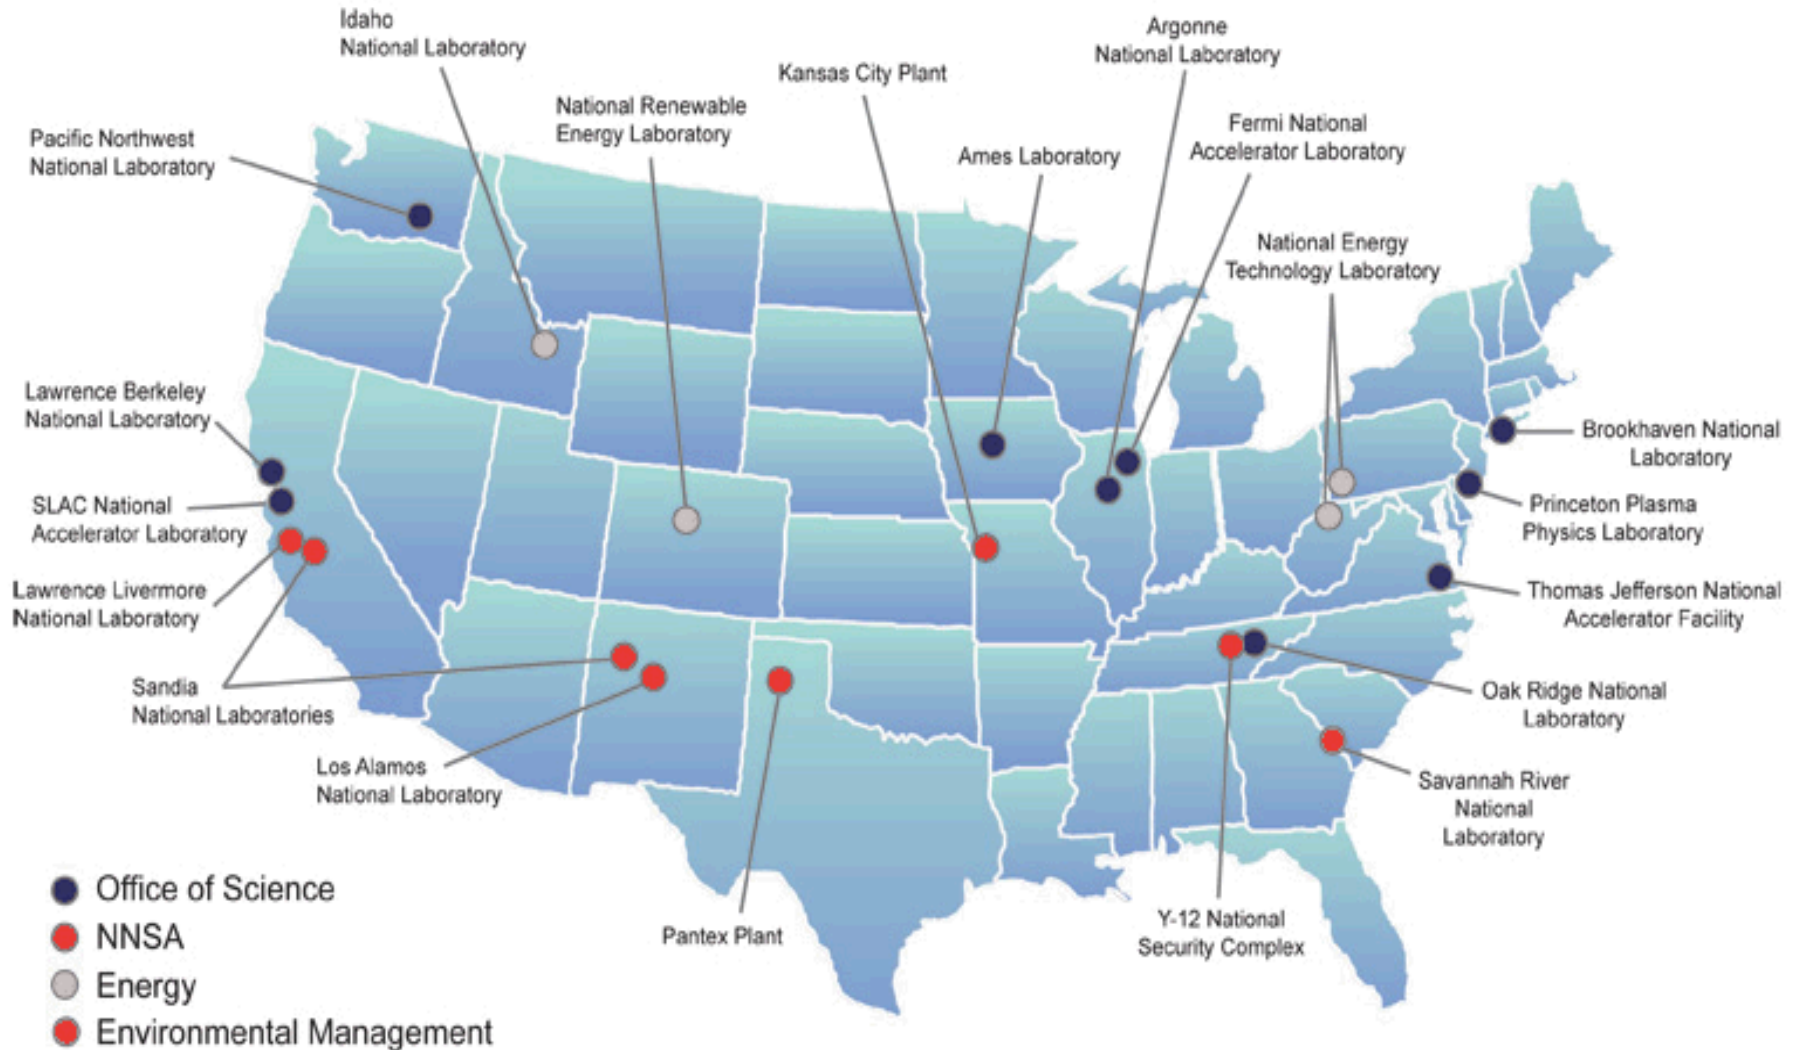 Idaho
National Laboratory
Argonne
National Laboratory
Kansas City Plant
National Renewable
Energy Laboratory
Fermi National
Accelerator Laboratory
Pacific Northwest
National Laboratory
Ames Laboratory
National Energy
Technology Laboratory
Lawrence Berkeley
National Laboratory
Brookhaven National
Laboratory
SLAC National
Accelerator Laboratory
Princeton Plasma
Physics Laboratory
Lawrence Livermore
National Laboratory
Thomas Jefferson National
Accelerator Facility
Sandia
National Laboratories
Oak Ridge National
Laboratory
Los Alamos
National Laboratory
Savannah River
National
Laboratory
Pantex Plant
Y-12 National
Security Complex
Office of Science
NNSA
Energy
Environmental Management